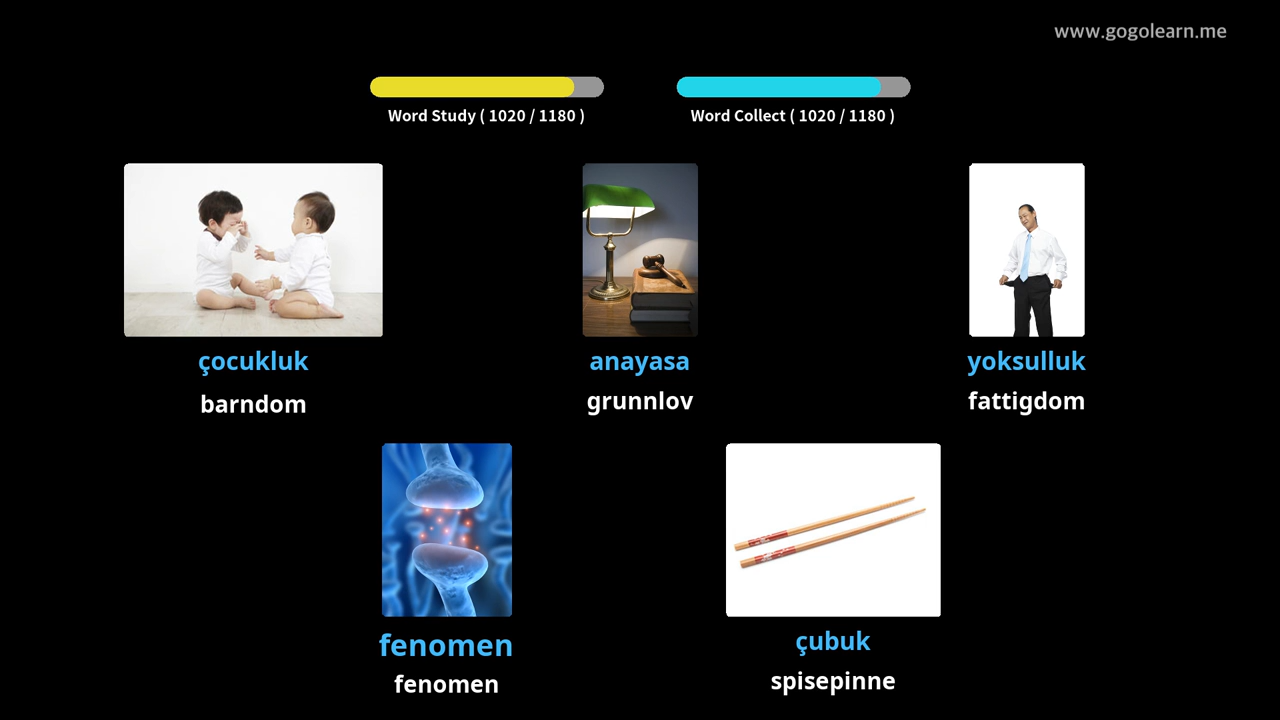 www.gogolearn.me
Word Study ( 1020 / 1180 )
Word Collect ( 1020 / 1180 )
çocukluk
barndom
anayasa
grunnlov
yoksulluk
fattigdom
fenomen
fenomen
çubuk
spisepinne